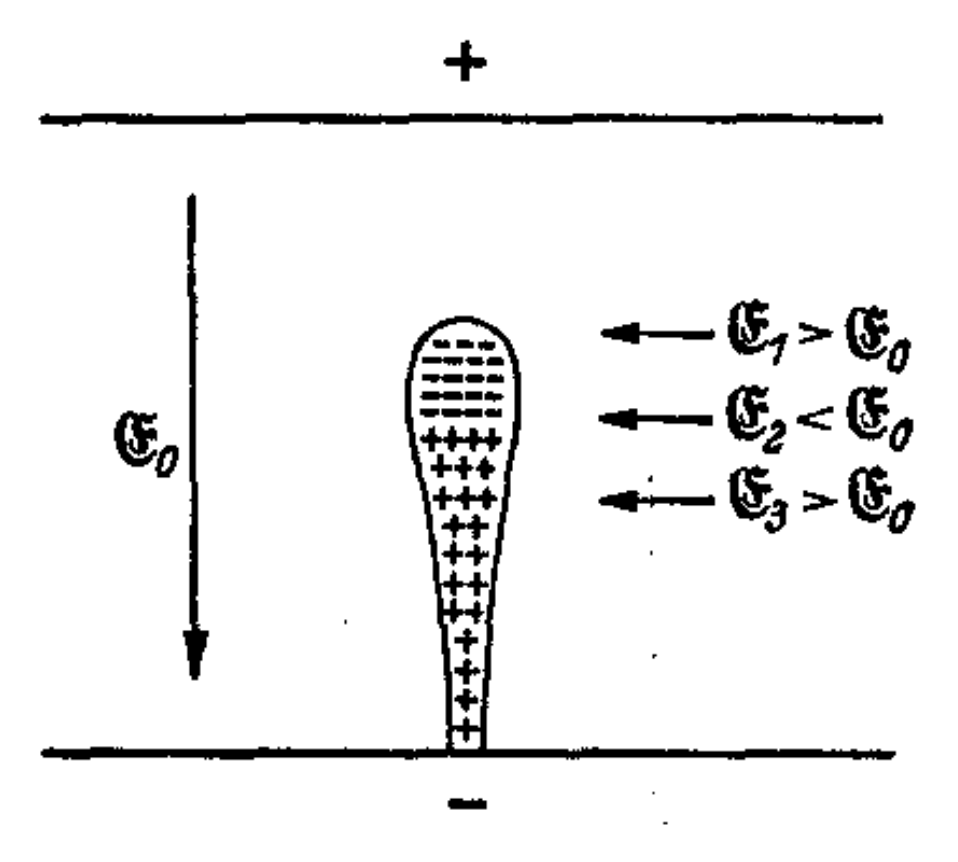 +
𝔈₁ > 𝔈₀
𝔈₂ < 𝔈₀
𝔈₀
𝔈₃ > 𝔈₀
− − −
− − − −
− − − −
− − − −
− − − −
+ + + +
+ + +
+ + +
+ +
+ +
+ +
+ +
+
+
+
+
−